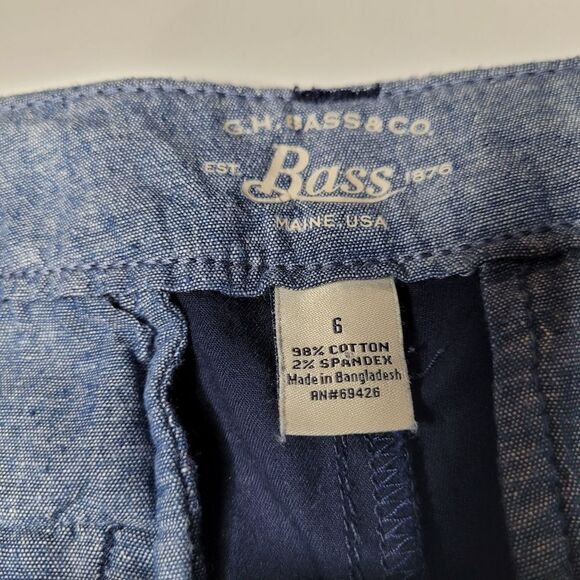 G.H. BASS & CO.
EST. Bass 1876
MAINE, USA
6
98% COTTON
2% SPANDEX
Made in Bangladesh
RN#69426